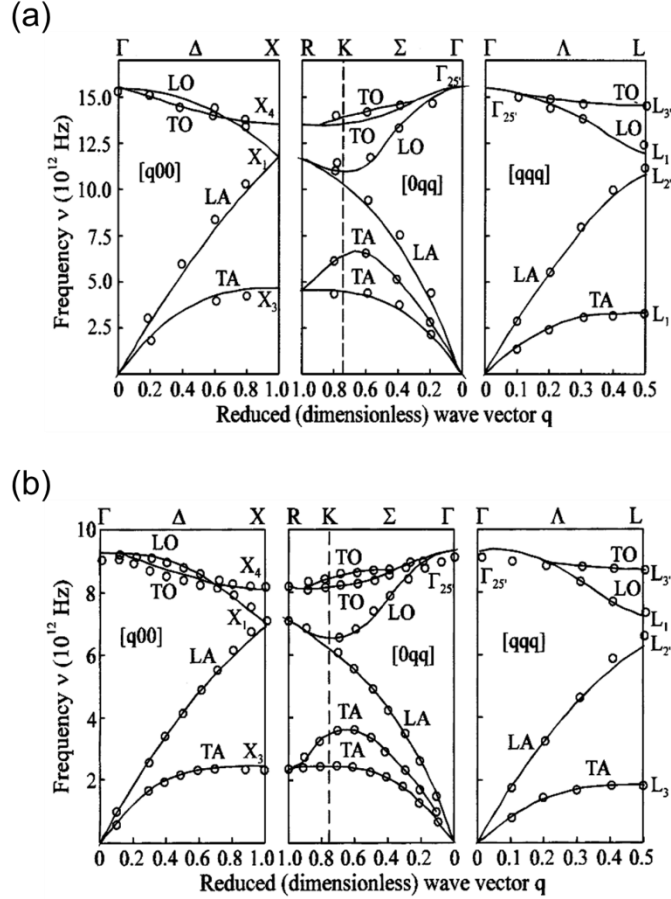 (a)
Γ Δ X R K Σ Γ Γ Λ L
Frequency ν (10¹² Hz)
15.0
12.5
10.0
7.5
5.0
2.5
LO
TO
X₄
X₁
[q00]
LA
TA
X₃
TO
TO
LO
Γ₂₅'
[0qq]
LA
TA
TA
Γ₂₅'
TO
L₃'
LO
L₁
L₂'
[qqq]
LA
TA
L₁
0 0.2 0.4 0.6 0.8 1.0 1.0 0.8 0.6 0.4 0.2 0 0 0.1 0.2 0.3 0.4 0.5
Reduced (dimensionless) wave vector q
(b)
Γ Δ X R K Σ Γ Γ Λ L
Frequency ν (10¹² Hz)
10
8
6
4
2
LO
TO
X₄
X₁
[q00]
LA
TA
X₃
TO
TO
LO
Γ₂₅'
[0qq]
LA
TA
TA
Γ₂₅'
TO
L₃'
LO
L₁
L₂'
[qqq]
LA
TA
L₃
0 0.2 0.4 0.6 0.8 1.0 1.0 0.8 0.6 0.4 0.2 0 0 0.1 0.2 0.3 0.4 0.5
Reduced (dimensionless) wave vector q